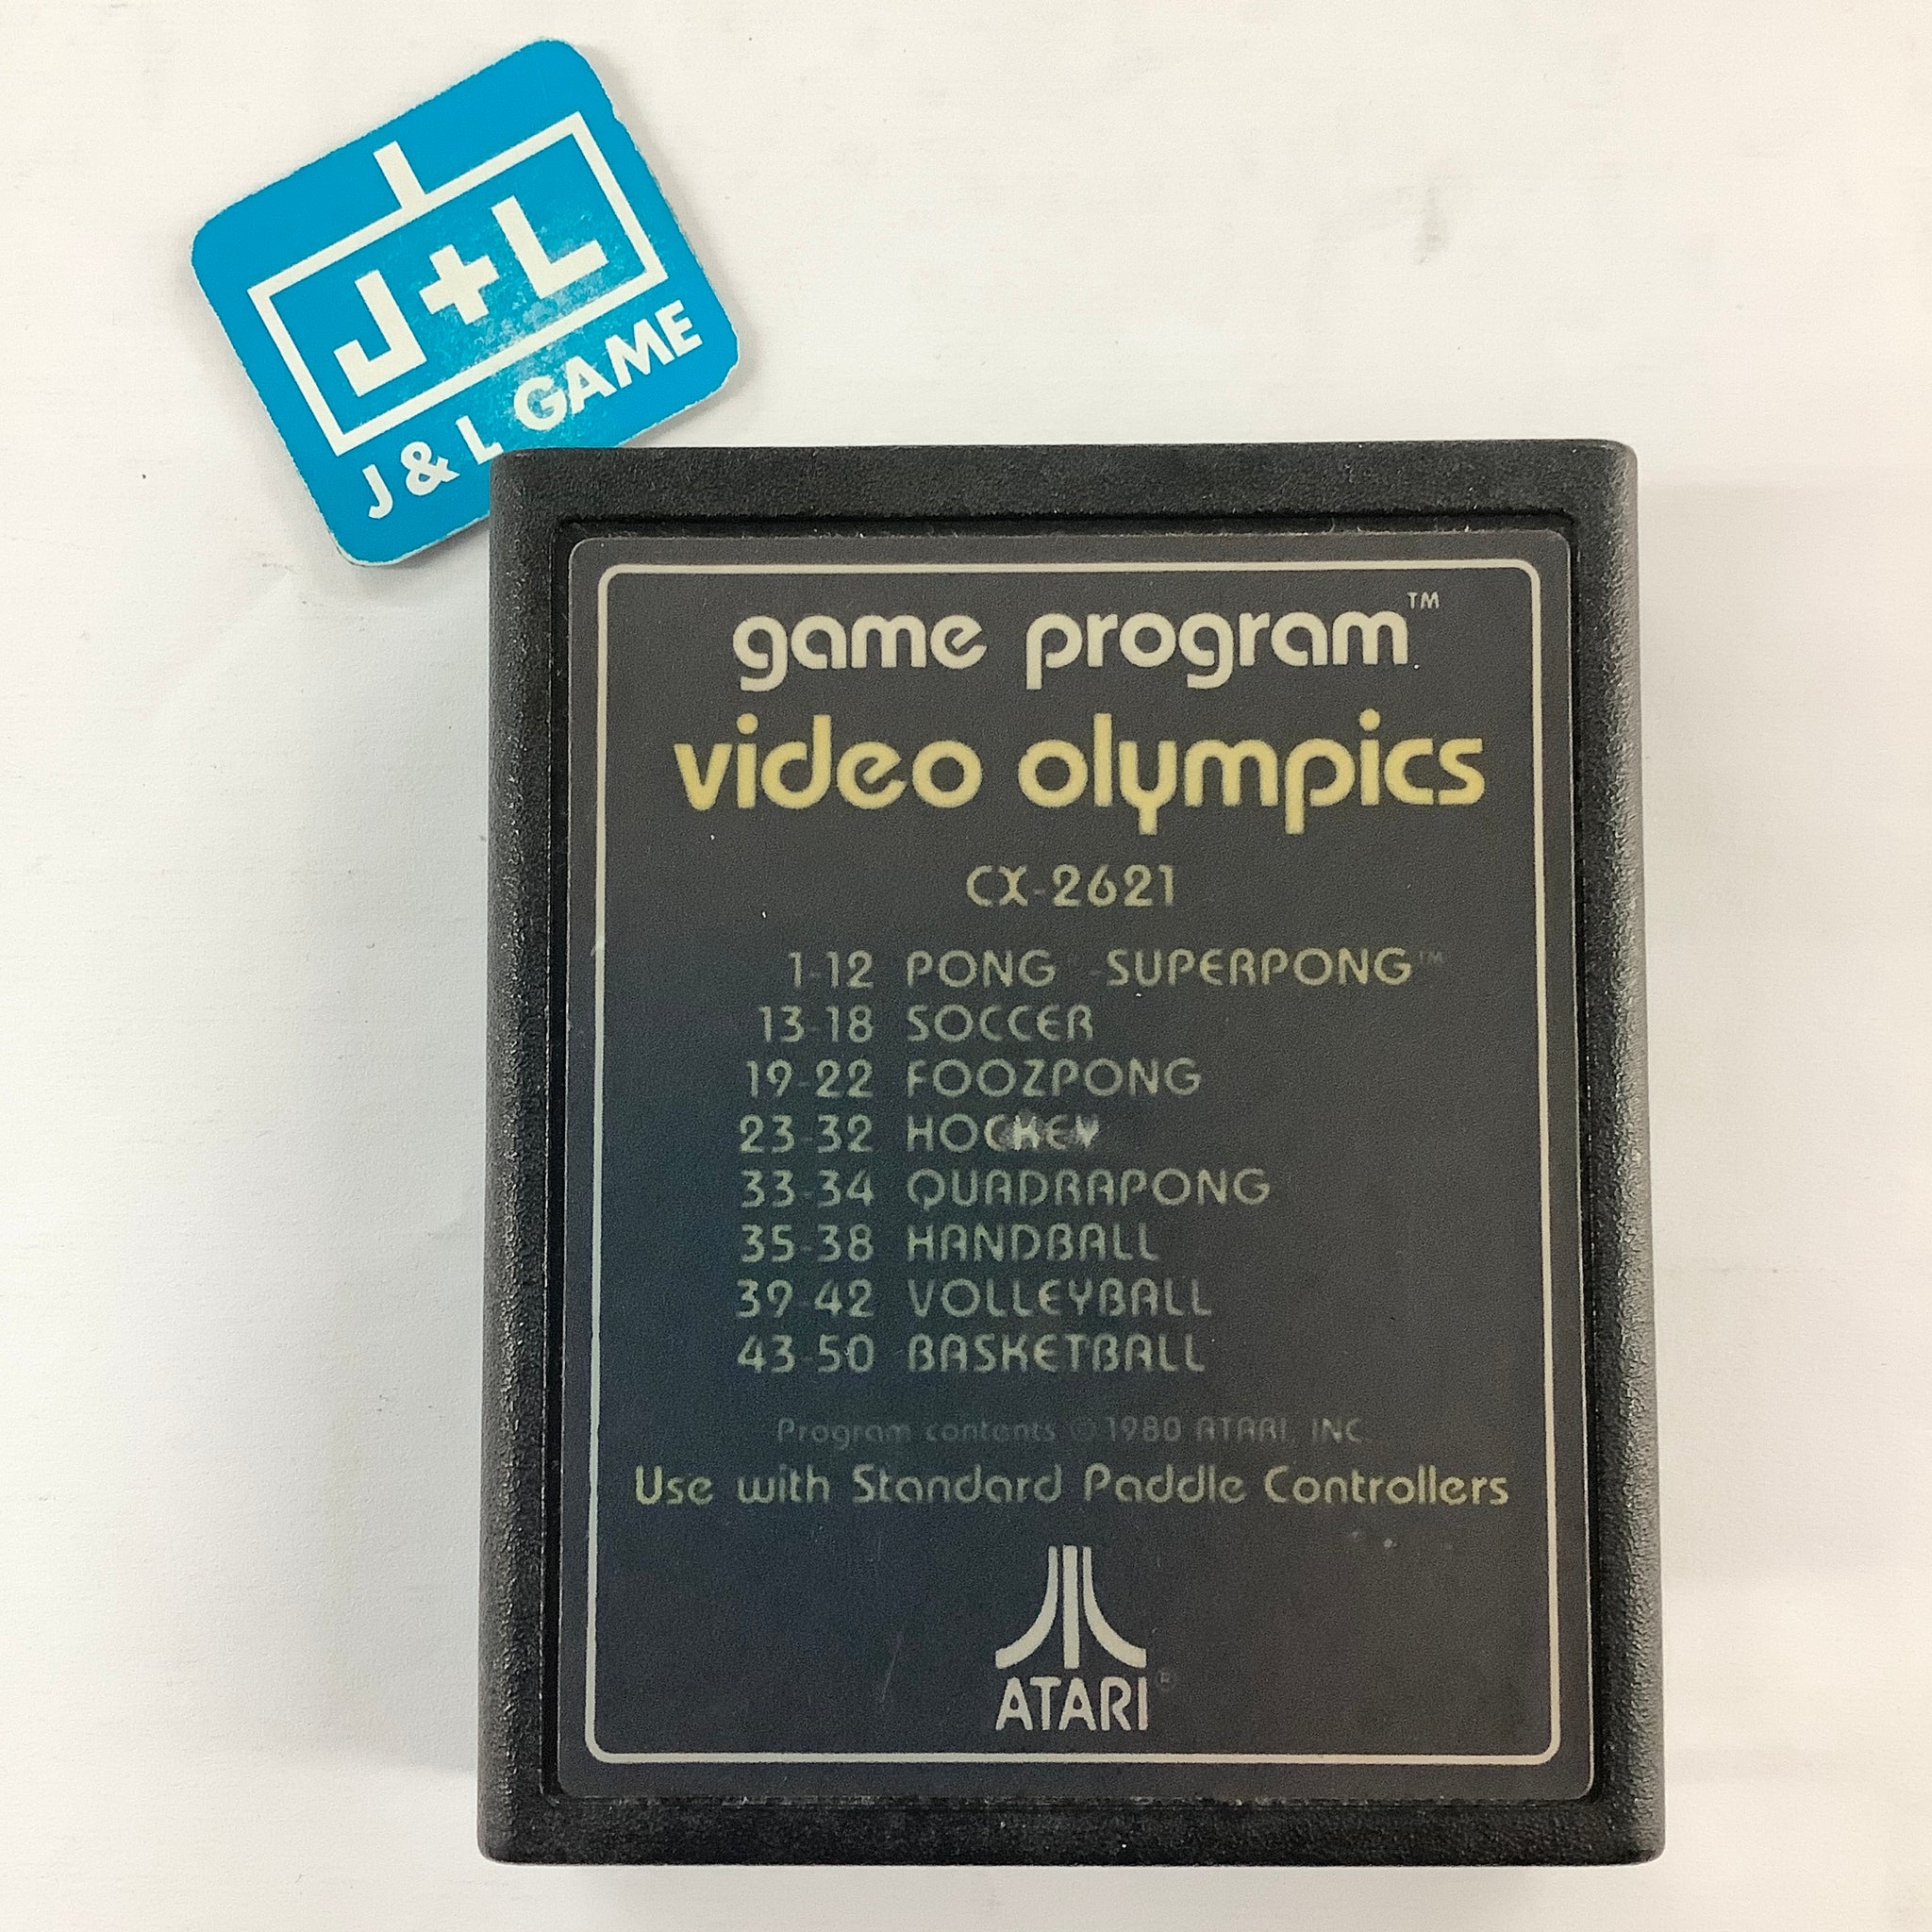 J+L
J & L GAME
game program™
video olympics
CX-2621
1-12 PONG -SUPERPONG™
13-18 SOCCER
19-22 FOOZPONG
23-32 HOCKEY
33-34 QUADRAPONG
35-38 HANDBALL
39-42 VOLLEYBALL
43-50 BASKETBALL
Program contents © 1980 ATARI, INC.
Use with Standard Paddle Controllers
ATARI®